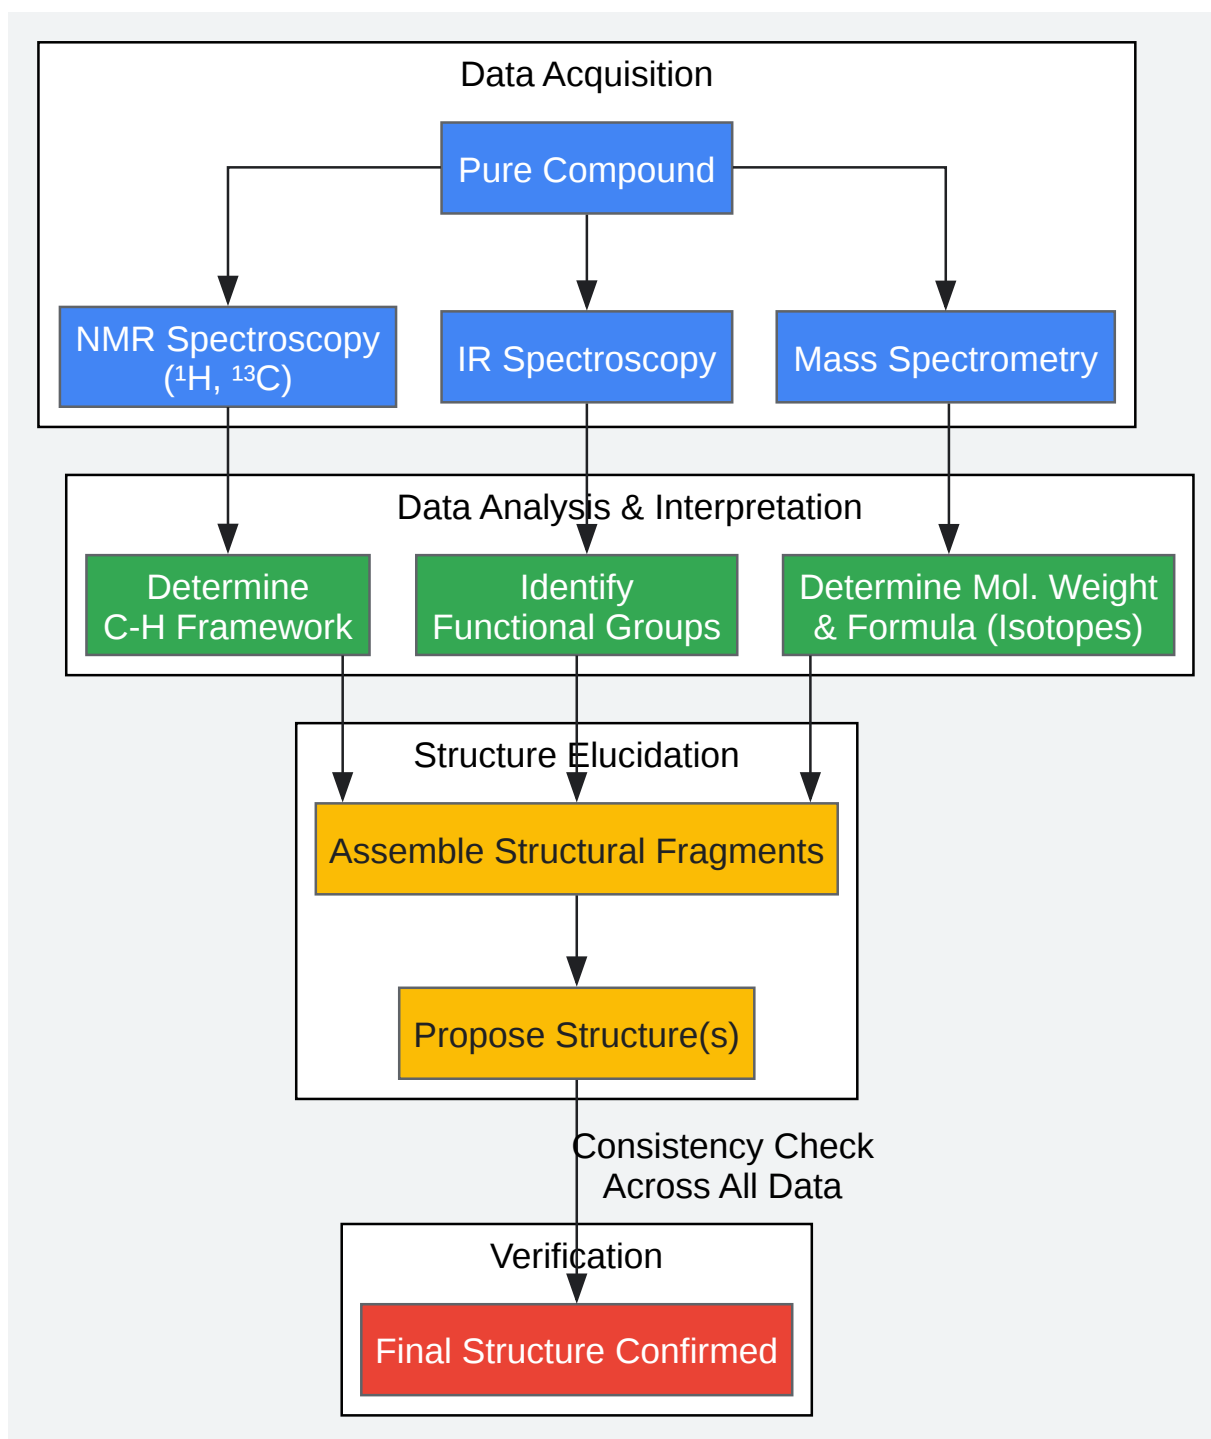 Data Acquisition
Pure Compound
NMR Spectroscopy
(¹H, ¹³C)
IR Spectroscopy
Mass Spectrometry
Data Analysis & Interpretation
Determine
C-H Framework
Identify
Functional Groups
Determine Mol. Weight
& Formula (Isotopes)
Structure Elucidation
Assemble Structural Fragments
Propose Structure(s)
Consistency Check
Across All Data
Verification
Final Structure Confirmed